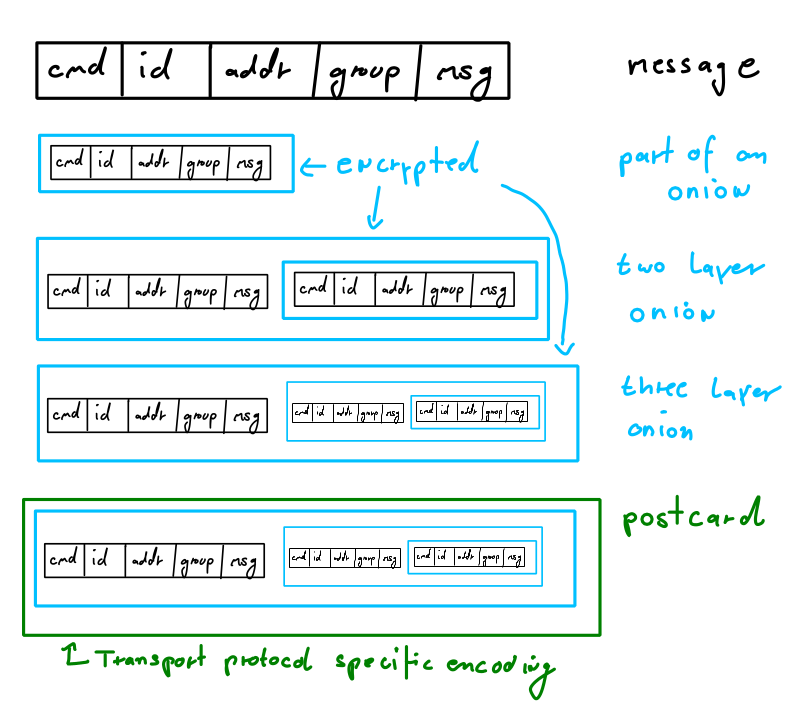 cmd id addr group msg message
cmd id addr group msg ← encrypted part of an
onion
cmd id addr group msg cmd id addr group msg two layer
onion
cmd id addr group msg cmd id addr group msg cmd id addr group msg three layer
onion
postcard
cmd id addr group msg cmd id addr group msg cmd id addr group msg
Transport protocol specific encoding